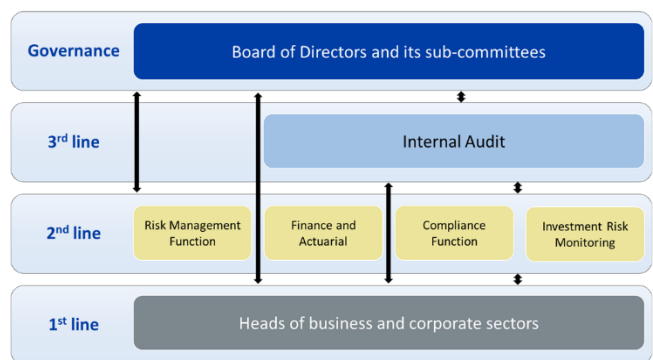 Governance
Board of Directors and its sub-committees
3rd line
Internal Audit
2nd line
Risk Management
Function
Finance and
Actuarial
Compliance
Function
Investment Risk
Monitoring
1st line
Heads of business and corporate sectors